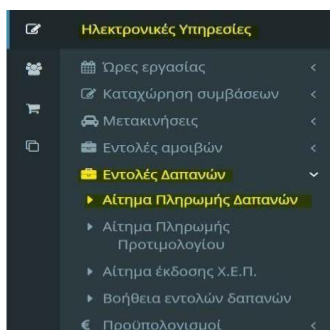 Ηλεκτρονικές Υπηρεσίες
Ώρες εργασίας
Καταχώρηση συμβάσεων
Μετακινήσεις
Εντολές αμοιβών
Εντολές Δαπανών
Αίτημα Πληρωμής Δαπανών
Αίτημα Πληρωμής
Προτιμολογίου
Αίτημα έκδοσης Χ.Ε.Π.
Βοήθεια εντολών δαπανών
€ Προϋπολογισμοί